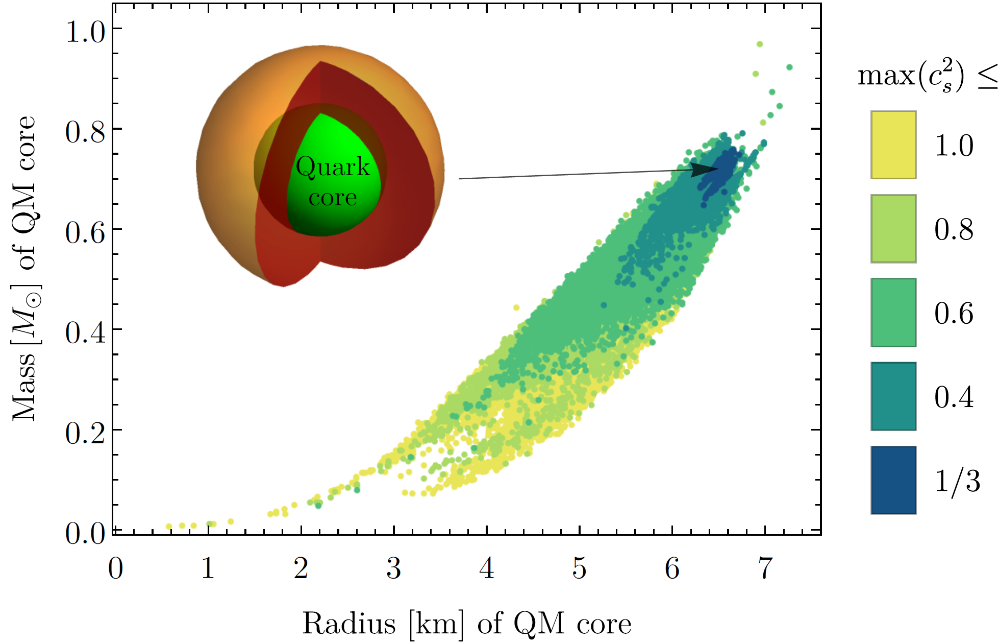 1.0
0.8
0.6
0.4
0.2
0.0
Mass [M⊙] of QM core
Quark
core
0 1 2 3 4 5 6 7
Radius [km] of QM core
max(c_s^2) ≤
1.0
0.8
0.6
0.4
1/3